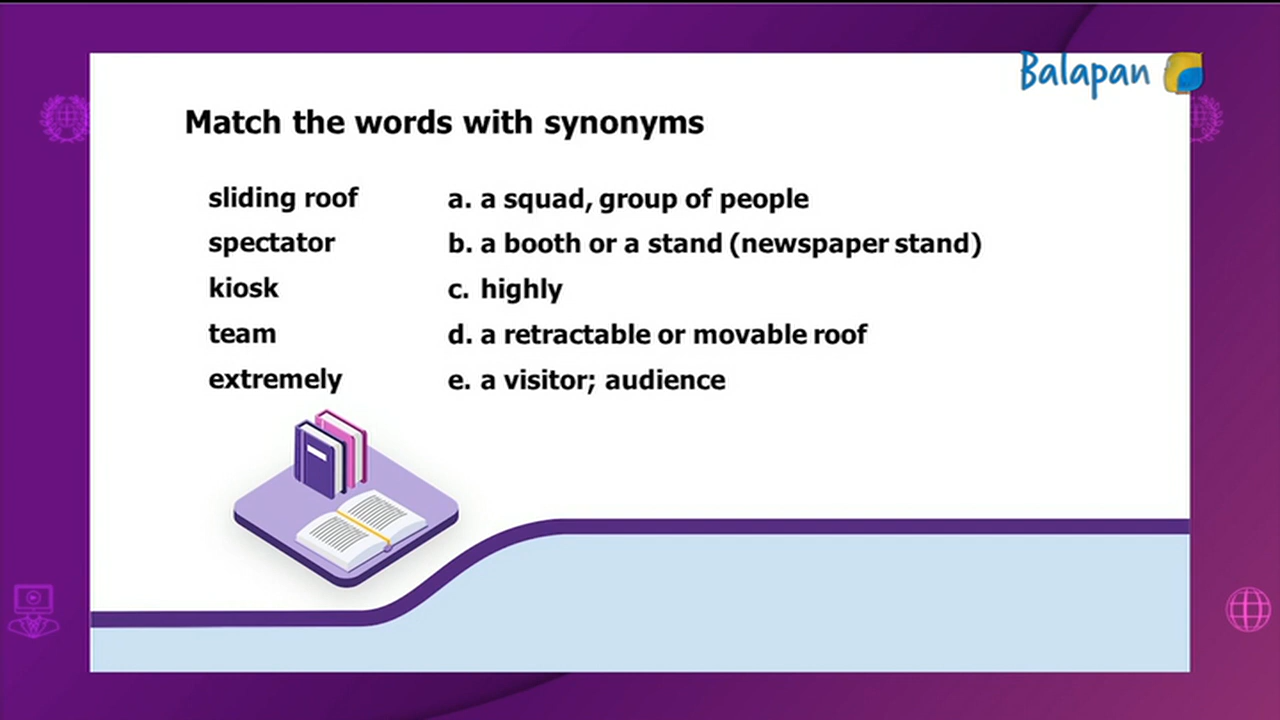 Balapan
Match the words with synonyms
sliding roof a. a squad, group of people
spectator b. a booth or a stand (newspaper stand)
kiosk c. highly
team d. a retractable or movable roof
extremely e. a visitor; audience